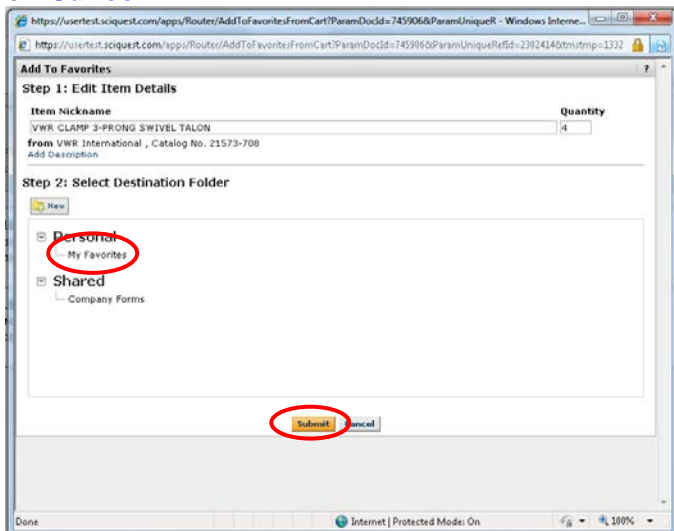 https://usertest.sciquest.com/apps/Router/AddToFavoritesFromCart?ParamDocId=745906&ParamUniqueR - Windows Interne...
https://usertest.sciquest.com/apps/Router/AddToFavoritesFromCart?ParamDocId=745906&ParamUniqueRefId=2382414&tmstmp=1332
Add To Favorites ?
Step 1: Edit Item Details
Item Nickname Quantity
VWR CLAMP 3-PRONG SWIVEL TALON 4
from VWR International , Catalog No. 21573-708
Add Description
Step 2: Select Destination Folder
New
Personal
My Favorites
Shared
Company Forms
Submit Cancel
Done Internet | Protected Mode: On 100%